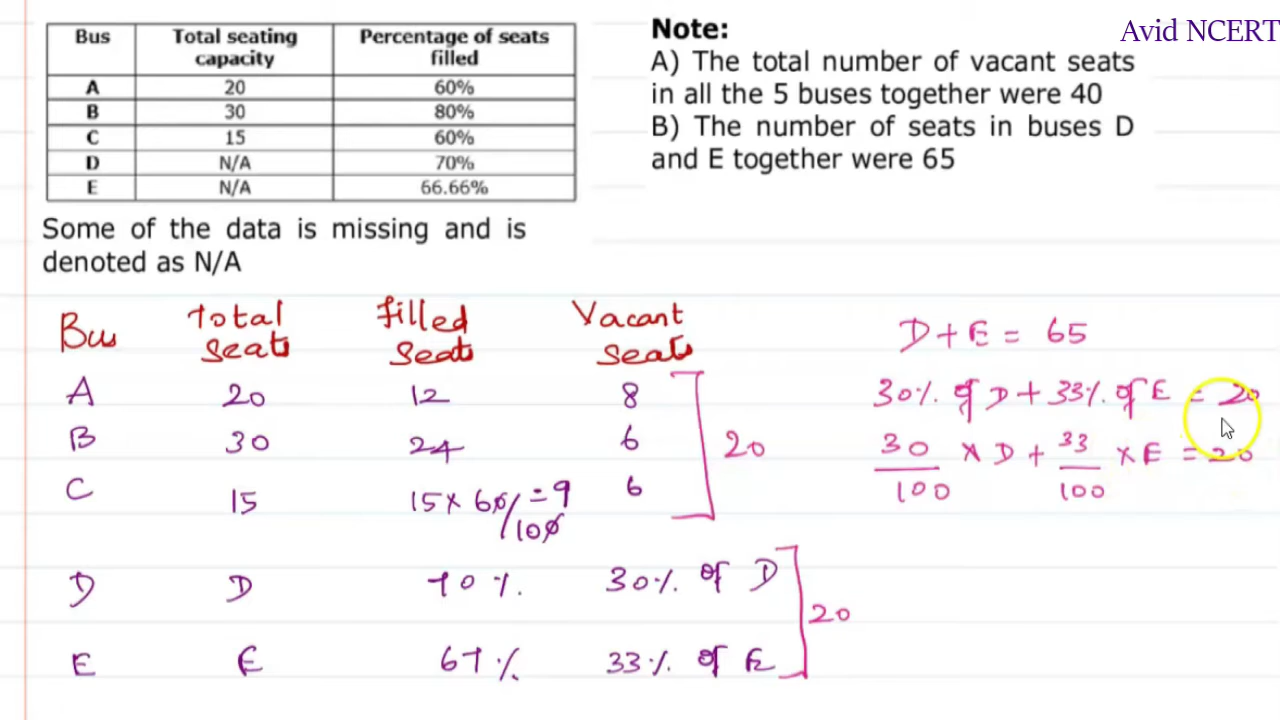 Avid NCERT
Bus Total seating capacity Percentage of seats filled
A 20 60%
B 30 80%
C 15 60%
D N/A 70%
E N/A 66.66%
Some of the data is missing and is
denoted as N/A
Note:
A) The total number of vacant seats
in all the 5 buses together were 40
B) The number of seats in buses D
and E together were 65
Bus Total Seats filled Seats Vacant Seats
A 20 12 8
B 30 24 6
C 15 15 x 60/100 = 9 6
20
D D 70 %. 30%. of D
E E 67 % 33%. of E
20
D + E = 65
30%. of D + 33%. of E = 20
30/100 x D + 33/100 x E = 20